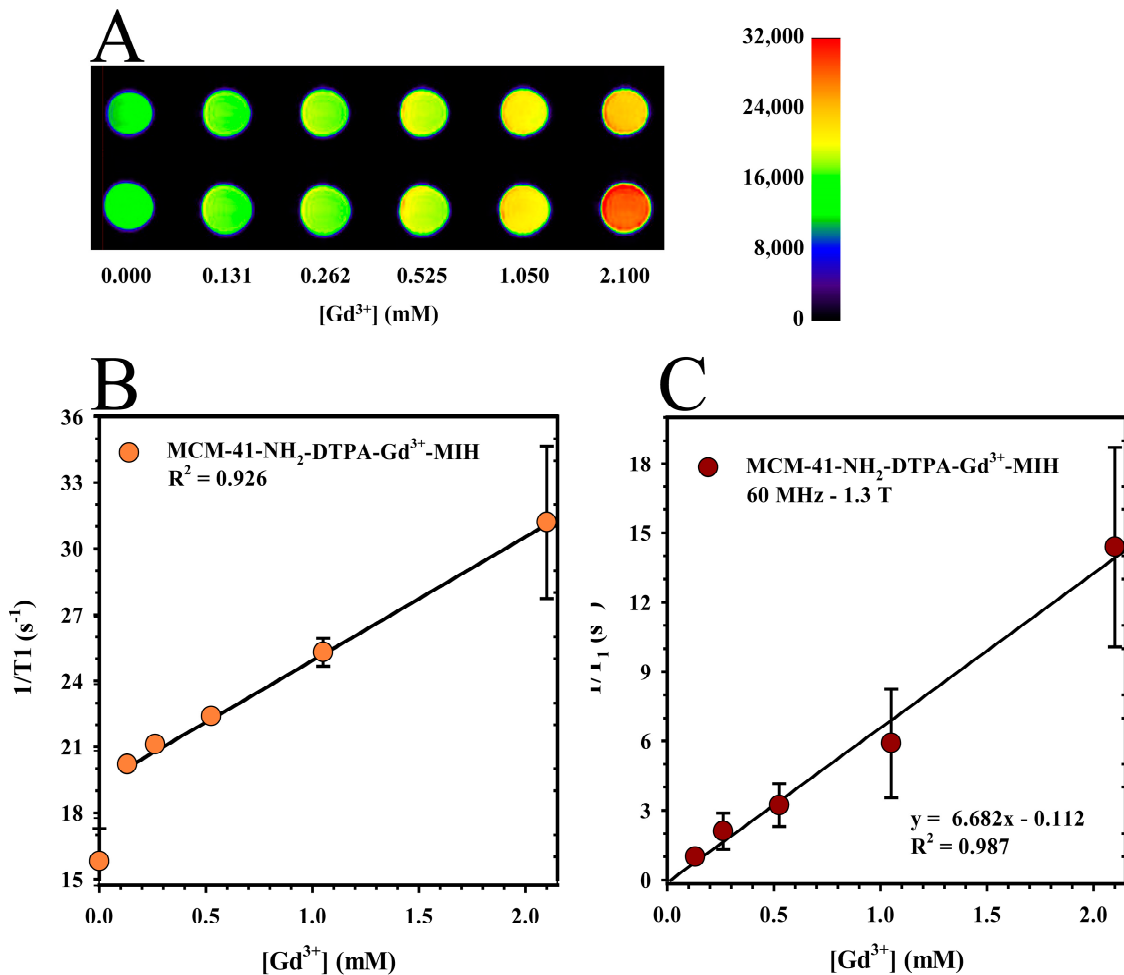 A
32,000
24,000
16,000
8,000
0
0.000 0.131 0.262 0.525 1.050 2.100
[Gd³⁺] (mM)
B
36
33
30
27
24
21
18
15
1/T1 (s⁻¹)
MCM-41-NH₂-DTPA-Gd³⁺-MIH
R² = 0.926
0.0 0.5 1.0 1.5 2.0
[Gd³⁺] (mM)
C
18
15
12
9
6
3
0
MCM-41-NH₂-DTPA-Gd³⁺-MIH
60 MHz - 1.3 T
y = 6.682x - 0.112
R² = 0.987
0.0 0.5 1.0 1.5 2.0
[Gd³⁺] (mM)